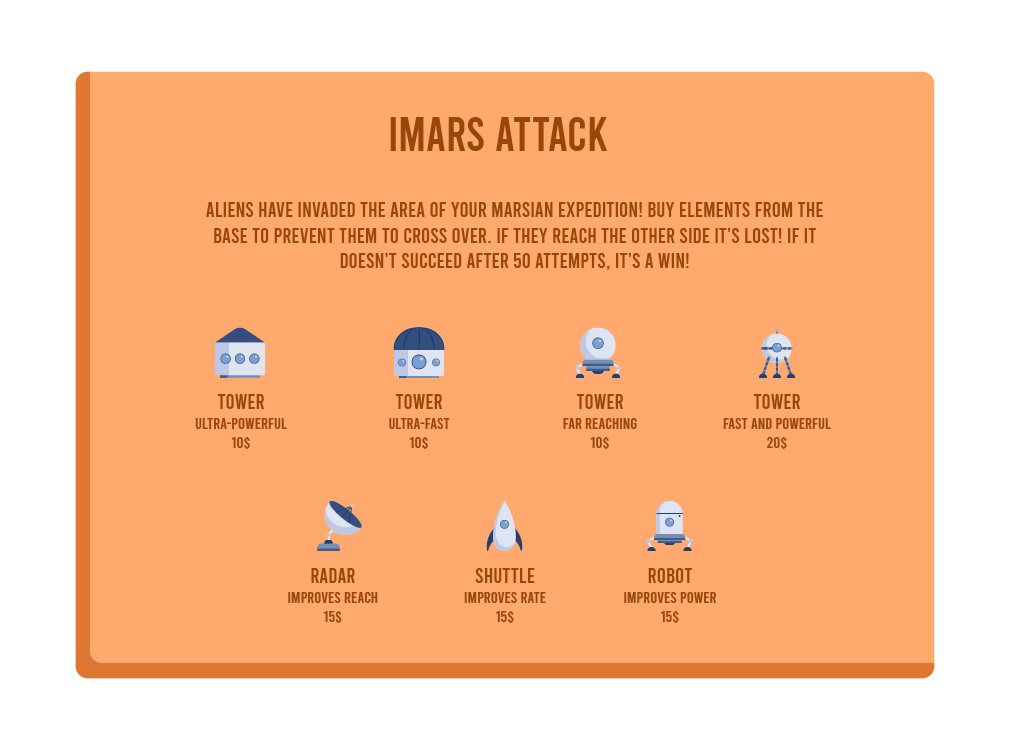 IMARS ATTACK
ALIENS HAVE INVADED THE AREA OF YOUR MARSIAN EXPEDITION! BUY ELEMENTS FROM THE
BASE TO PREVENT THEM TO CROSS OVER. IF THEY REACH THE OTHER SIDE IT'S LOST! IF IT
DOESN'T SUCCEED AFTER 50 ATTEMPTS, IT'S A WIN!
TOWER
ULTRA-POWERFUL
10$
TOWER
ULTRA-FAST
10$
TOWER
FAR REACHING
10$
TOWER
FAST AND POWERFUL
20$
RADAR
IMPROVES REACH
15$
SHUTTLE
IMPROVES RATE
15$
ROBOT
IMPROVES POWER
15$